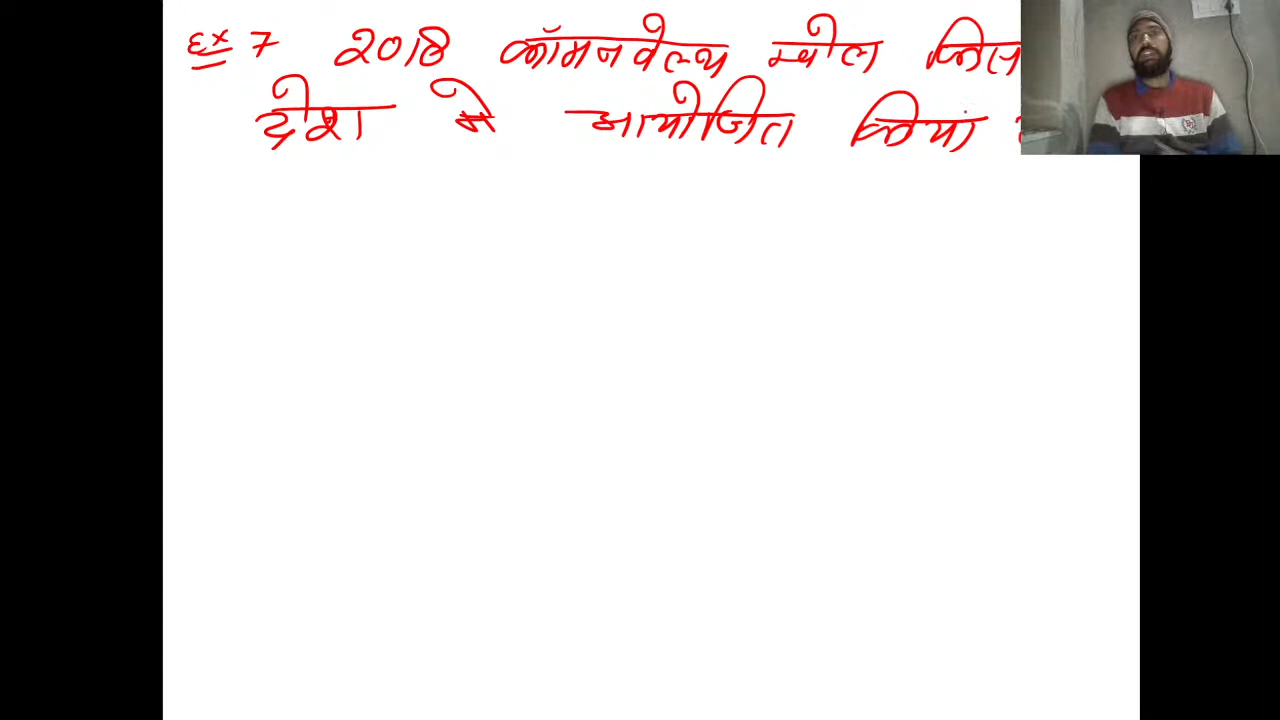 Ex 7 2018 कॉमनवेल्थ खेल किस
देश मे आयोजित किया